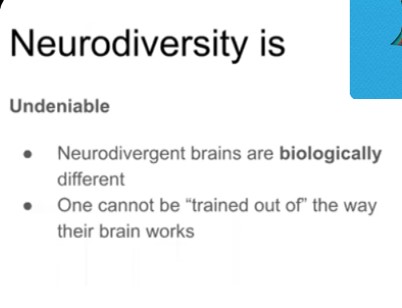 Neurodiversity is
Undeniable
● Neurodivergent brains are biologically
different
● One cannot be “trained out of” the way
their brain works